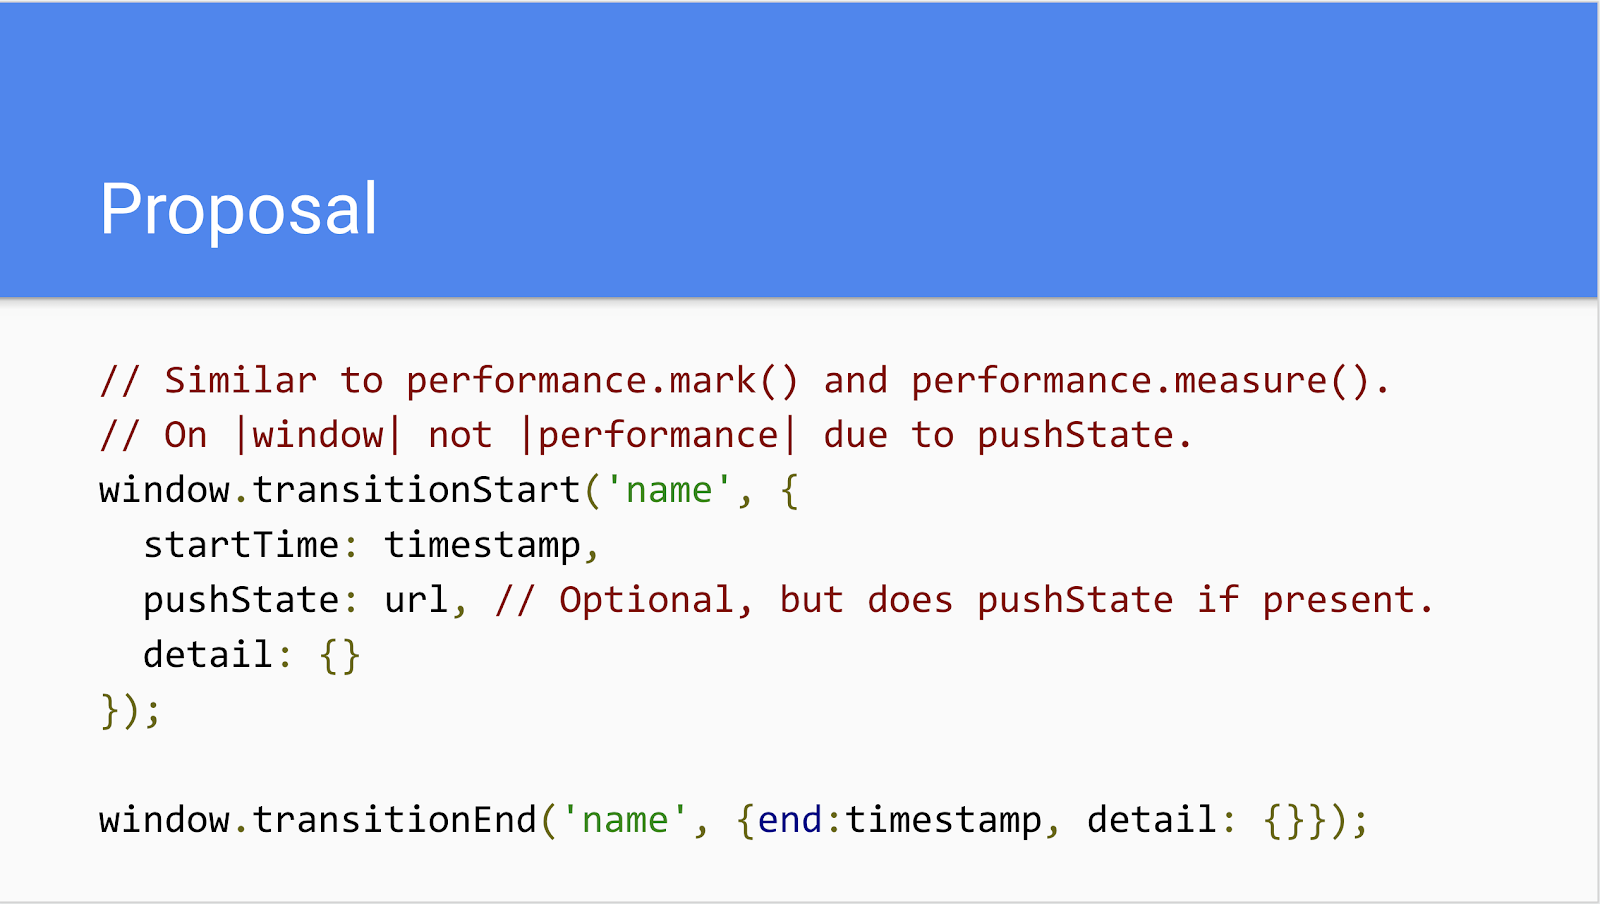 Proposal
// Similar to performance.mark() and performance.measure().
// On |window| not |performance| due to pushState.
window.transitionStart('name', {
  startTime: timestamp,
  pushState: url, // Optional, but does pushState if present.
  detail: {}
});
window.transitionEnd('name', {end:timestamp, detail: {}});